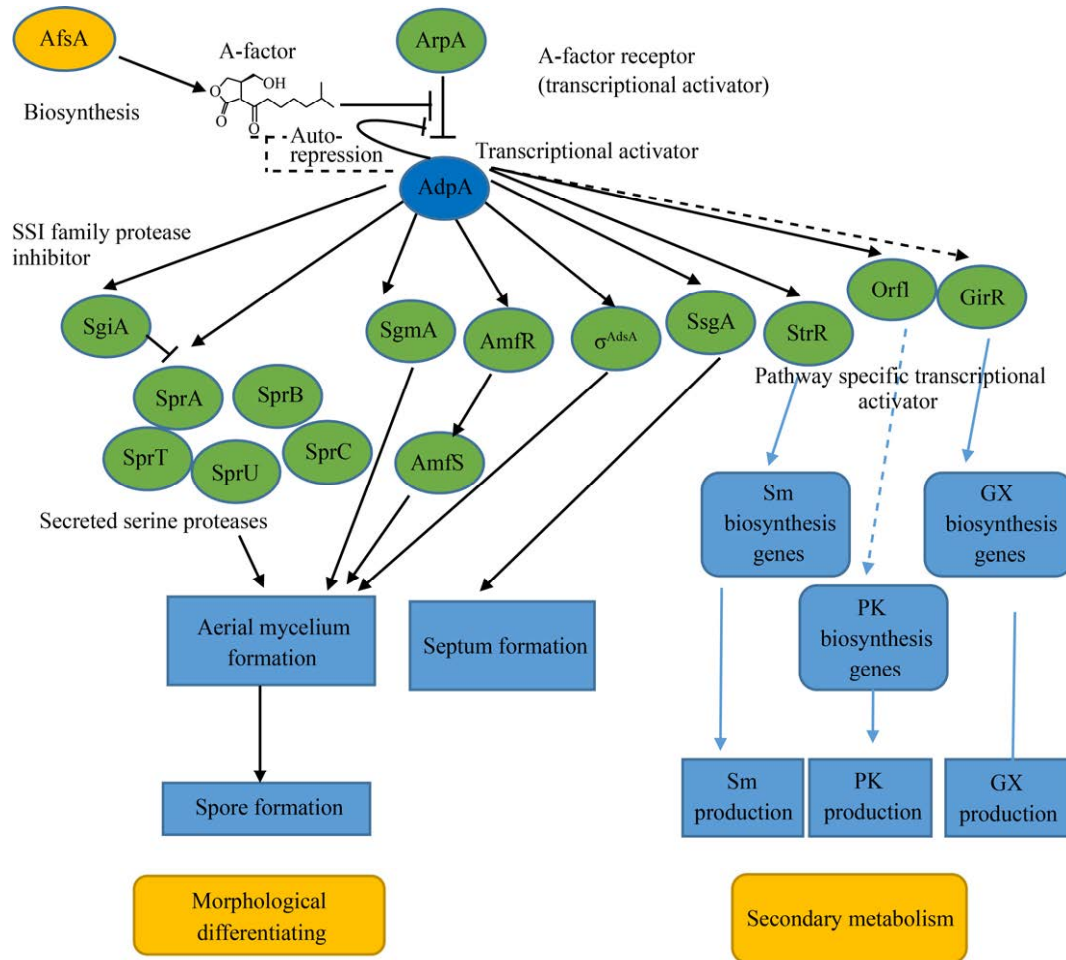 AfsA
ArpA
A-factor
A-factor receptor
(transcriptional activator)
OH
O
O
O
Biosynthesis
Auto-
repression
Transcriptional activator
AdpA
SSI family protease
inhibitor
SgiA
SgmA
AmfR
σAdsA
SsgA
StrR
Orfl
GirR
Pathway specific transcriptional
activator
SprA
SprB
SprT
SprU
SprC
AmfS
Secreted serine proteases
Sm
biosynthesis
genes
GX
biosynthesis
genes
PK
biosynthesis
genes
Aerial mycelium
formation
Septum formation
Spore formation
Sm
production
PK
production
GX
production
Morphological
differentiating
Secondary metabolism